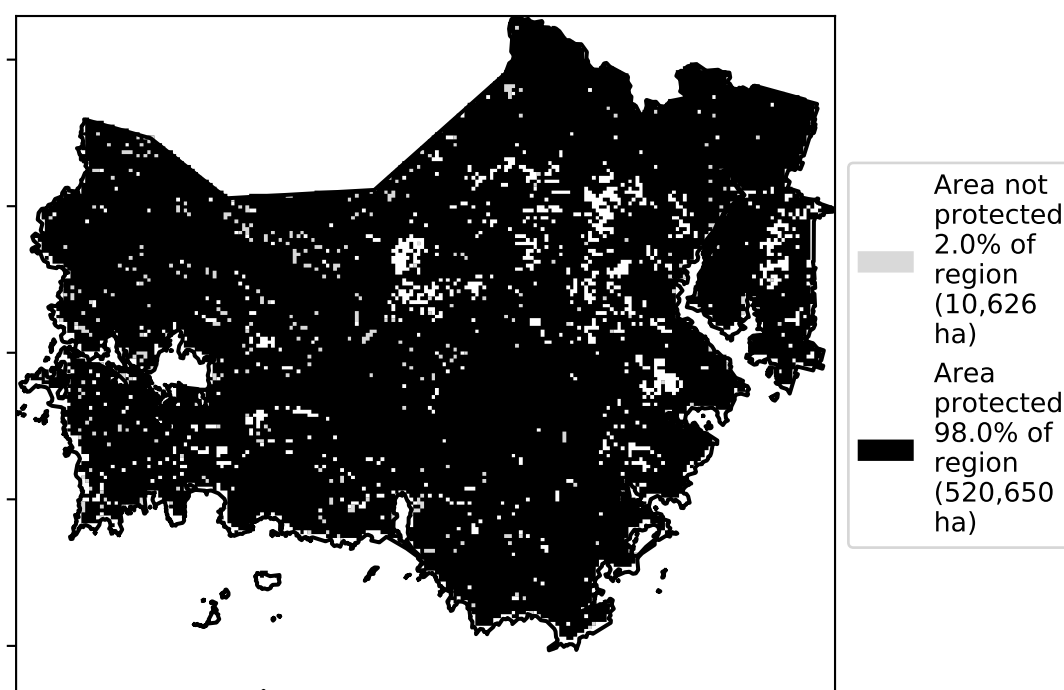 Area not
protected
2.0% of
region
(10,626
ha)
Area
protected
98.0% of
region
(520,650
ha)